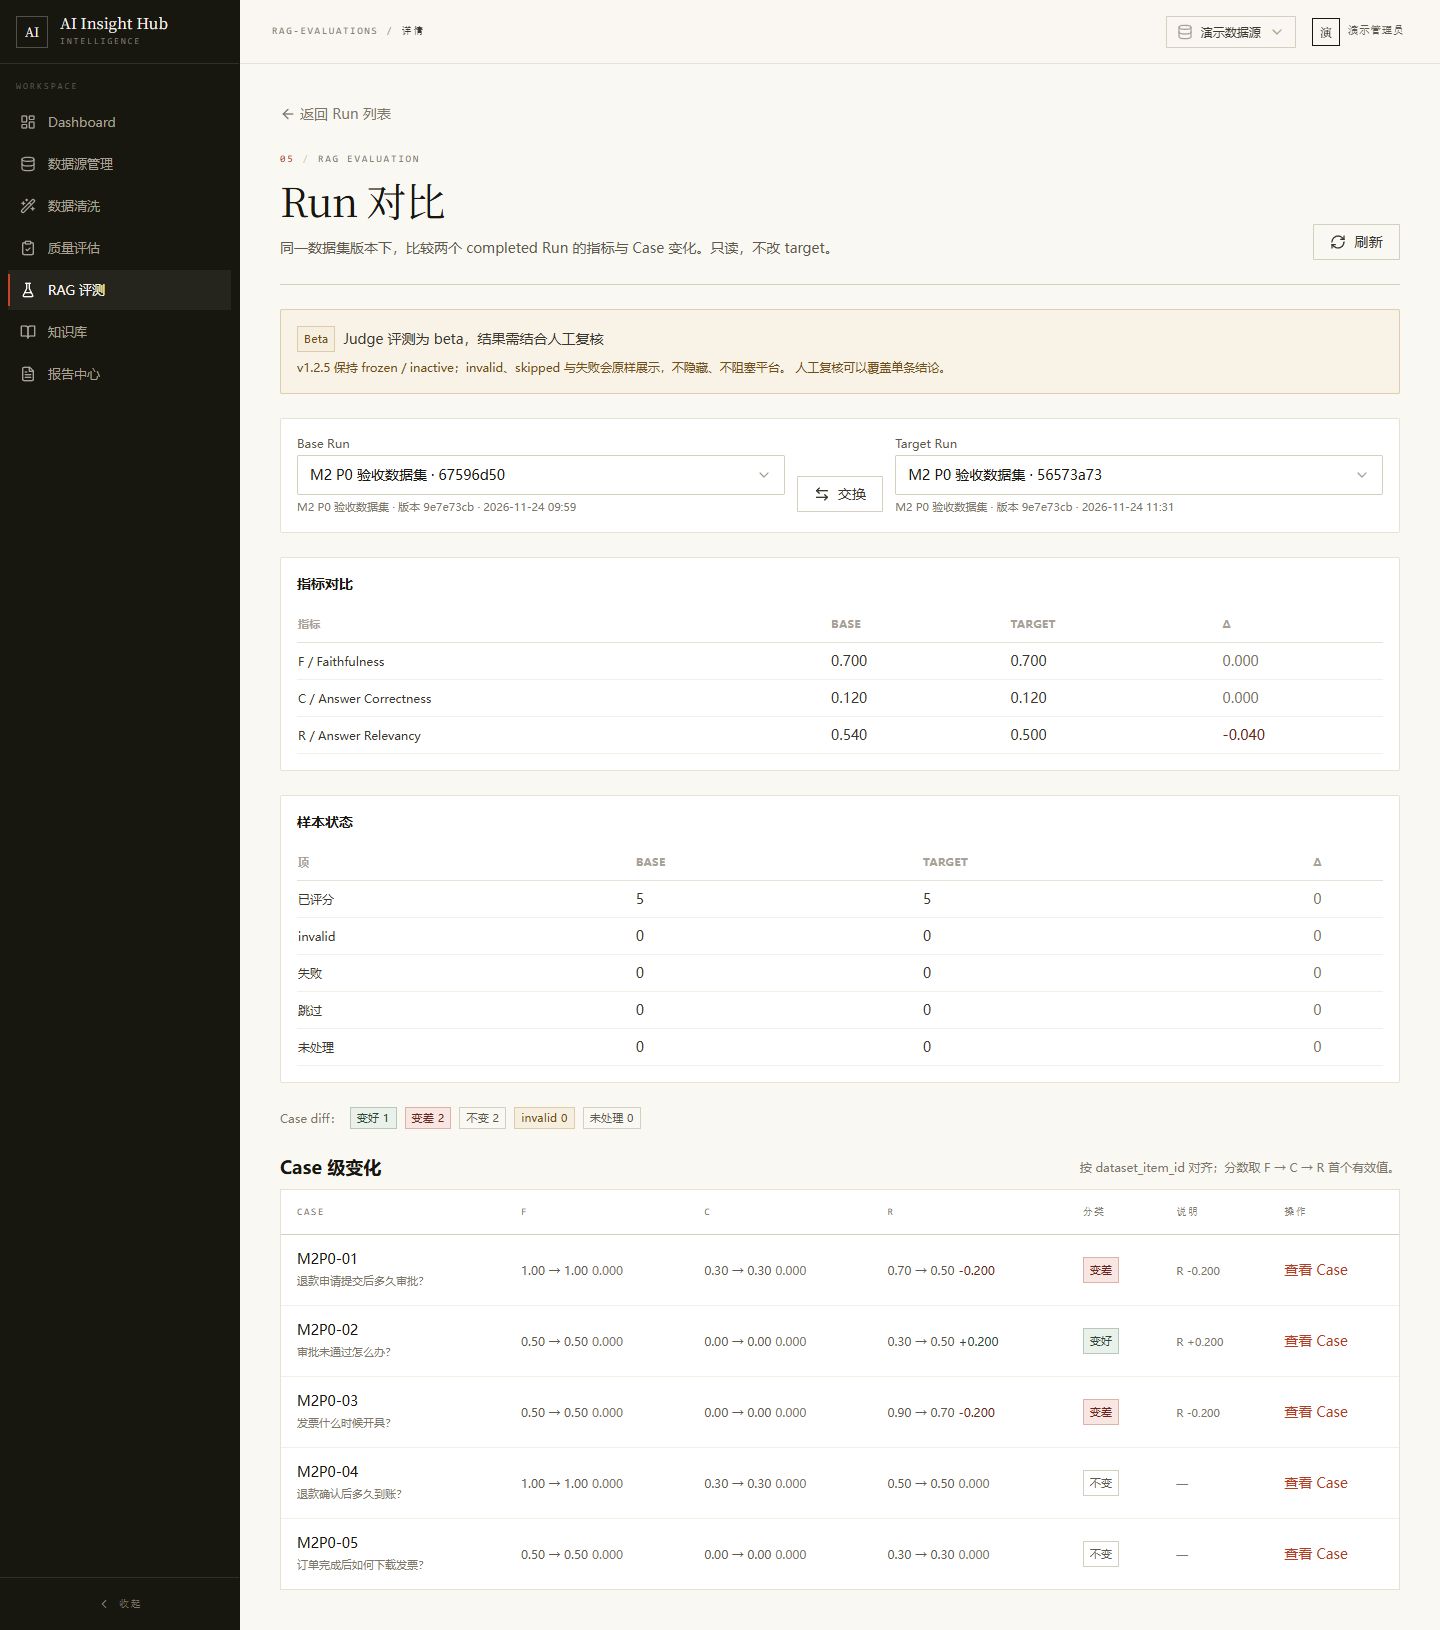 AI
AI Insight Hub
INTELLIGENCE
RAG-EVALUATIONS / 详情
演示数据源
演
演示管理员
WORKSPACE
Dashboard
数据源管理
数据清洗
质量评估
RAG 评测
知识库
报告中心
收起
返回 Run 列表
05 / RAG EVALUATION
Run 对比
同一数据集版本下，比较两个 completed Run 的指标与 Case 变化。只读，不改 target。
刷新
Beta Judge 评测为 beta，结果需结合人工复核
v1.2.5 保持 frozen / inactive；invalid、skipped 与失败会原样展示，不隐藏、不阻塞平台。 人工复核可以覆盖单条结论。
Base Run
M2 P0 验收数据集 · 67596d50
M2 P0 验收数据集 · 版本 9e7e73cb · 2026-11-24 09:59
交换
Target Run
M2 P0 验收数据集 · 56573a73
M2 P0 验收数据集 · 版本 9e7e73cb · 2026-11-24 11:31
指标对比
指标 BASE TARGET Δ
F / Faithfulness 0.700 0.700 0.000
C / Answer Correctness 0.120 0.120 0.000
R / Answer Relevancy 0.540 0.500 -0.040
样本状态
项 BASE TARGET Δ
已评分 5 5 0
invalid 0 0 0
失败 0 0 0
跳过 0 0 0
未处理 0 0 0
Case diff: 变好 1 变差 2 不变 2 invalid 0 未处理 0
Case 级变化
按 dataset_item_id 对齐；分数取 F → C → R 首个有效值。
CASE F C R 分类 说明 操作
M2P0-01
退款申请提交后多久审批？
1.00 → 1.00 0.000 0.30 → 0.30 0.000 0.70 → 0.50 -0.200 变差 R -0.200 查看 Case
M2P0-02
审批未通过怎么办？
0.50 → 0.50 0.000 0.00 → 0.00 0.000 0.30 → 0.50 +0.200 变好 R +0.200 查看 Case
M2P0-03
发票什么时候开具？
0.50 → 0.50 0.000 0.00 → 0.00 0.000 0.90 → 0.70 -0.200 变差 R -0.200 查看 Case
M2P0-04
退款确认后多久到账？
1.00 → 1.00 0.000 0.30 → 0.30 0.000 0.50 → 0.50 0.000 不变 — 查看 Case
M2P0-05
订单完成后如何下载发票？
0.50 → 0.50 0.000 0.00 → 0.00 0.000 0.30 → 0.30 0.000 不变 — 查看 Case